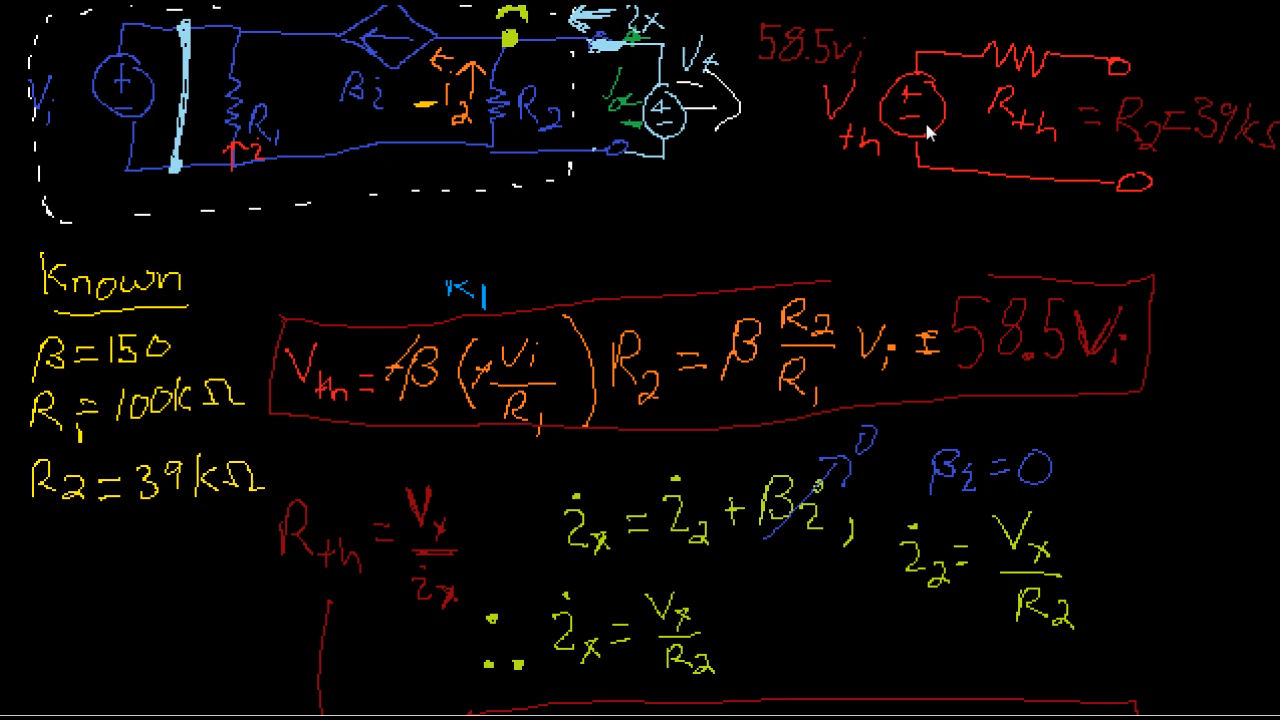 Vi
R1
i
βi
-i2
R2
ix
Vx
58.5vi
Vth
Rth = R2 = 39kΩ
Known
β = 150
R1 = 100kΩ
R2 = 39kΩ
Vth = -β (-Vi/R1) R2 = β R2/R1 Vi = 58.5Vi
Rth = Vx/ix
ix = i2 + βi, 0
βi = 0
i2 = Vx/R2
∴ ix = Vx/R2